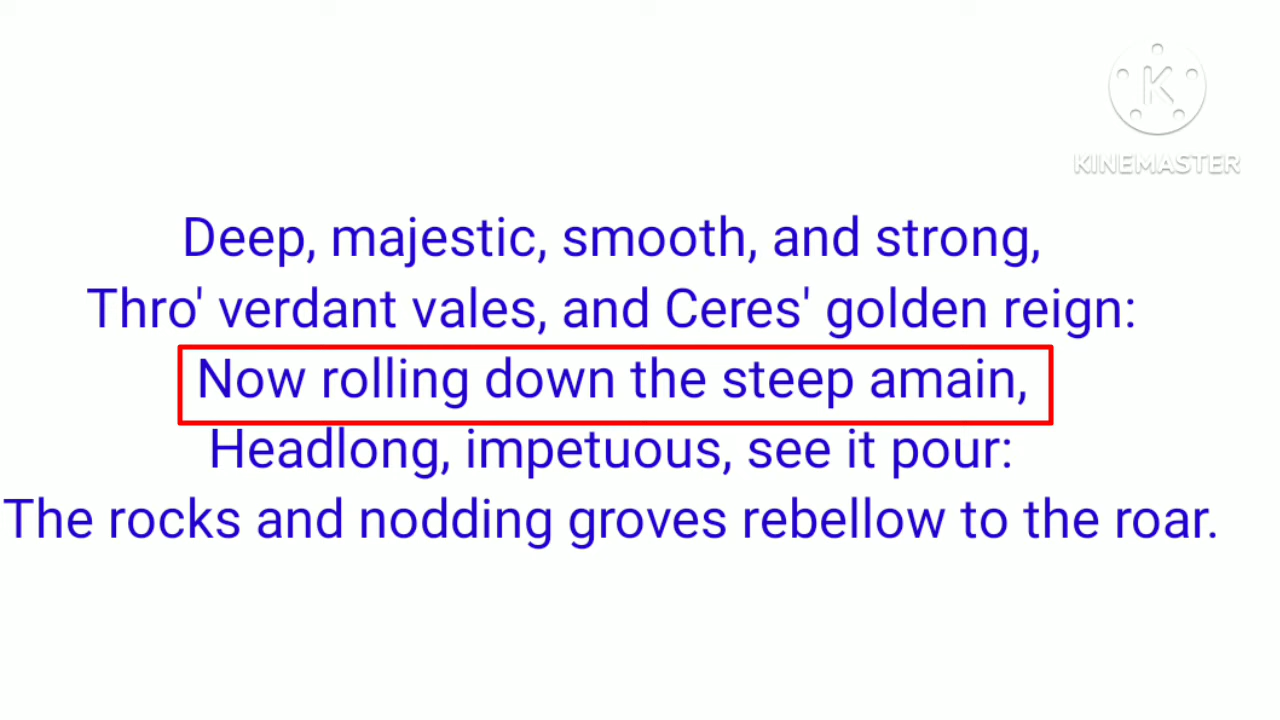 KINEMASTER
Deep, majestic, smooth, and strong,
Thro' verdant vales, and Ceres' golden reign:
Now rolling down the steep amain,
Headlong, impetuous, see it pour:
The rocks and nodding groves rebellow to the roar.